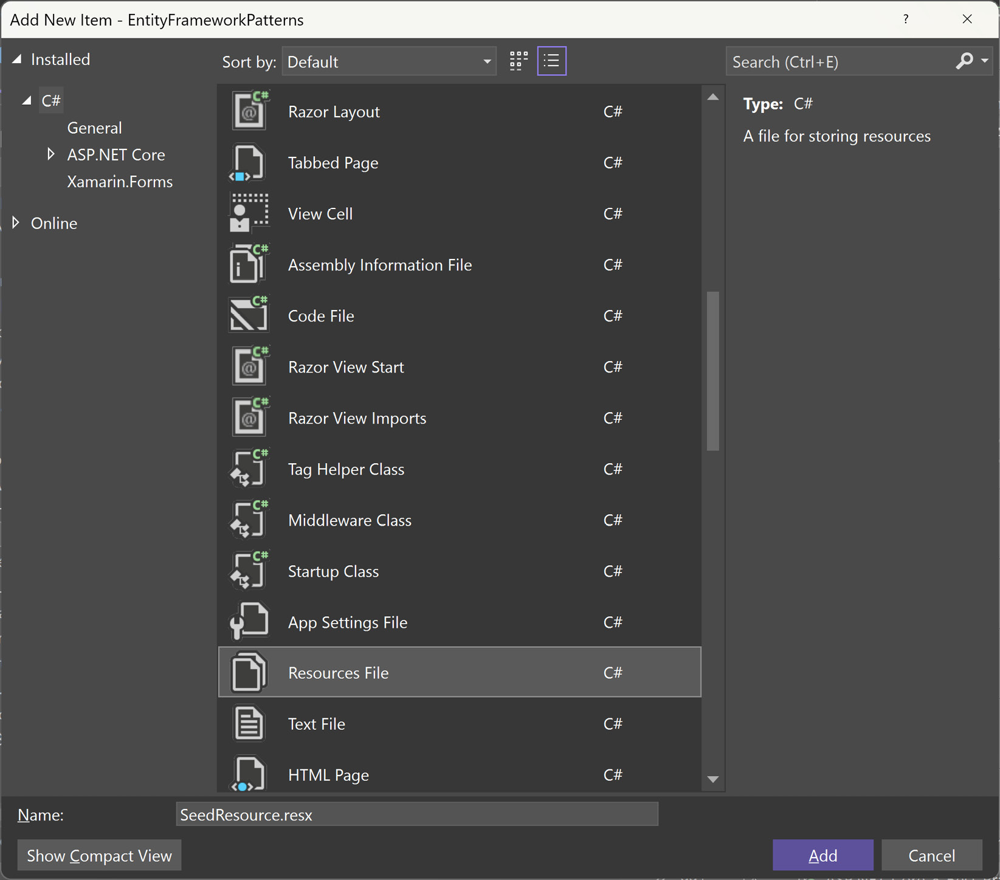 Add New Item - EntityFrameworkPatterns
?
Installed
C#
General
ASP.NET Core
Xamarin.Forms
Online
Sort by: Default
Search (Ctrl+E)
Razor Layout C#
Tabbed Page C#
View Cell C#
Assembly Information File C#
Code File C#
Razor View Start C#
Razor View Imports C#
Tag Helper Class C#
Middleware Class C#
Startup Class C#
App Settings File C#
Resources File C#
Text File C#
HTML Page C#
Type: C#
A file for storing resources
Name: SeedResource.resx
Show Compact View
Add
Cancel